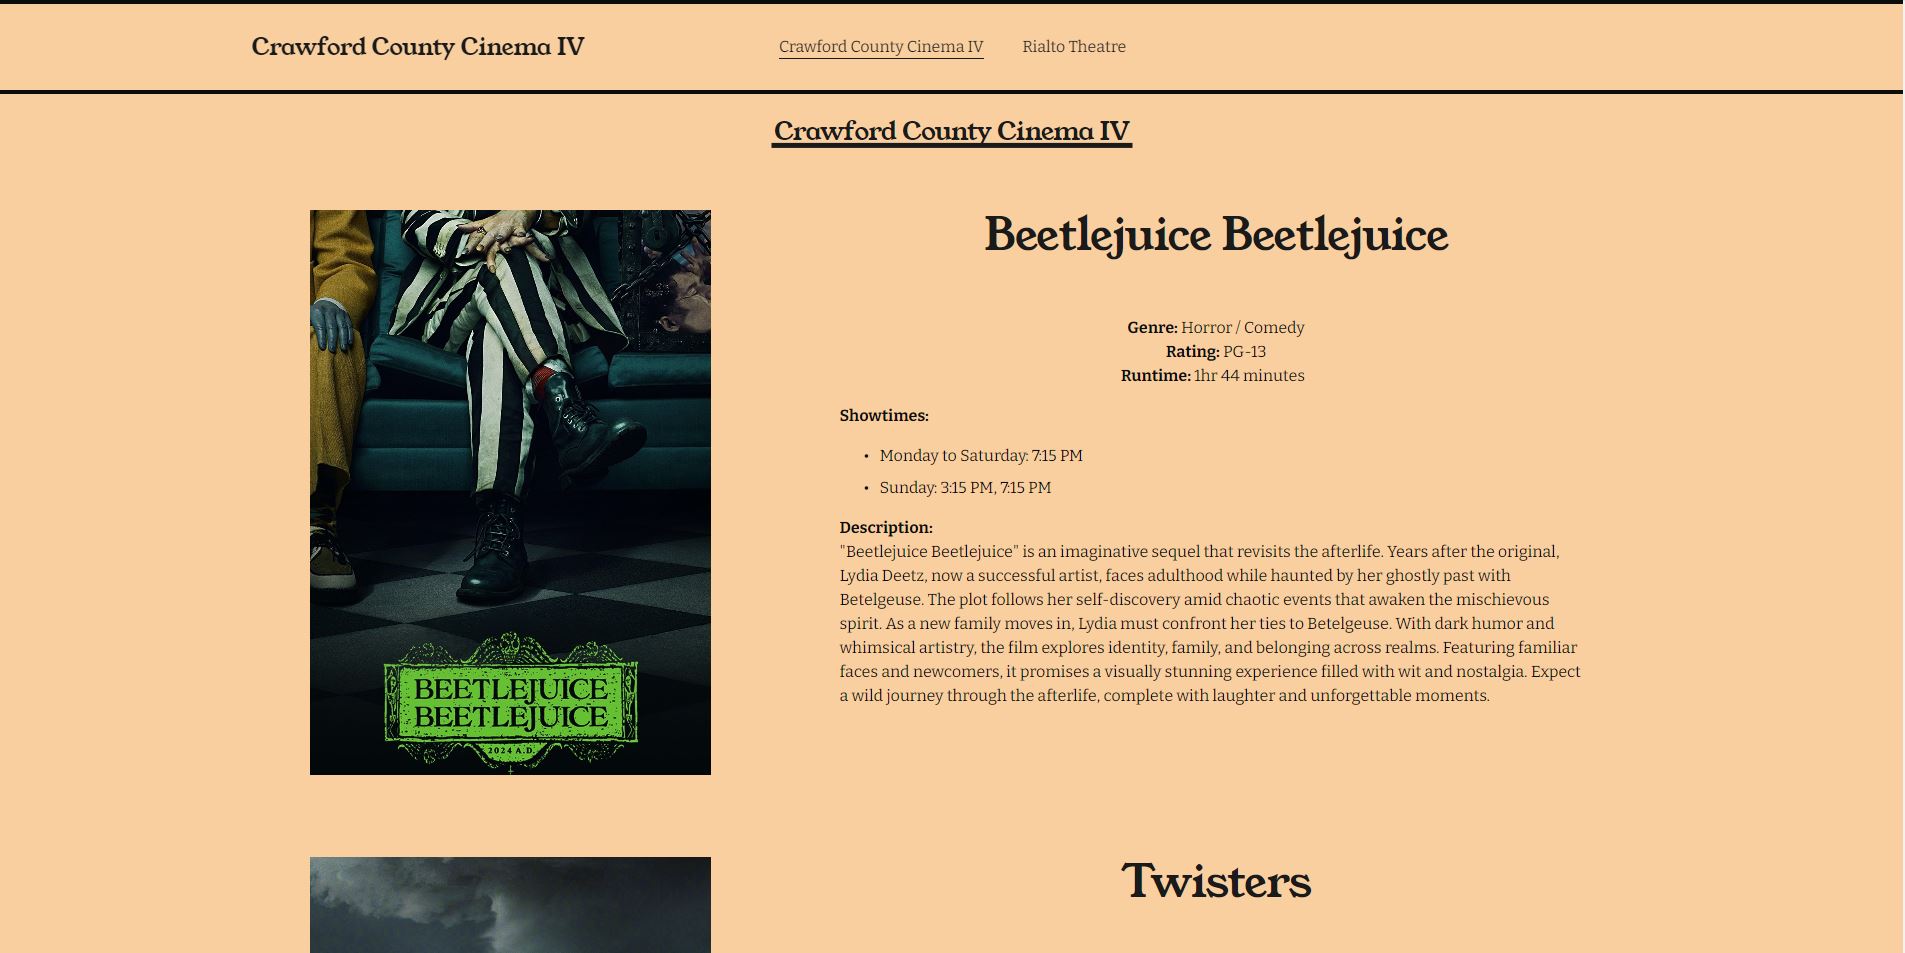 Crawford County Cinema IV
Crawford County Cinema IV
Rialto Theatre
Crawford County Cinema IV
Beetlejuice Beetlejuice
Genre: Horror / Comedy
Rating: PG-13
Runtime: 1hr 44 minutes
Showtimes:
• Monday to Saturday: 7:15 PM
• Sunday: 3:15 PM, 7:15 PM
Description:
"Beetlejuice Beetlejuice" is an imaginative sequel that revisits the afterlife. Years after the original,
Lydia Deetz, now a successful artist, faces adulthood while haunted by her ghostly past with
Betelgeuse. The plot follows her self-discovery amid chaotic events that awaken the mischievous
spirit. As a new family moves in, Lydia must confront her ties to Betelgeuse. With dark humor and
whimsical artistry, the film explores identity, family, and belonging across realms. Featuring familiar
faces and newcomers, it promises a visually stunning experience filled with wit and nostalgia. Expect
a wild journey through the afterlife, complete with laughter and unforgettable moments.
BEETLEJUICE
BEETLEJUICE
2024 A.D.
Twisters